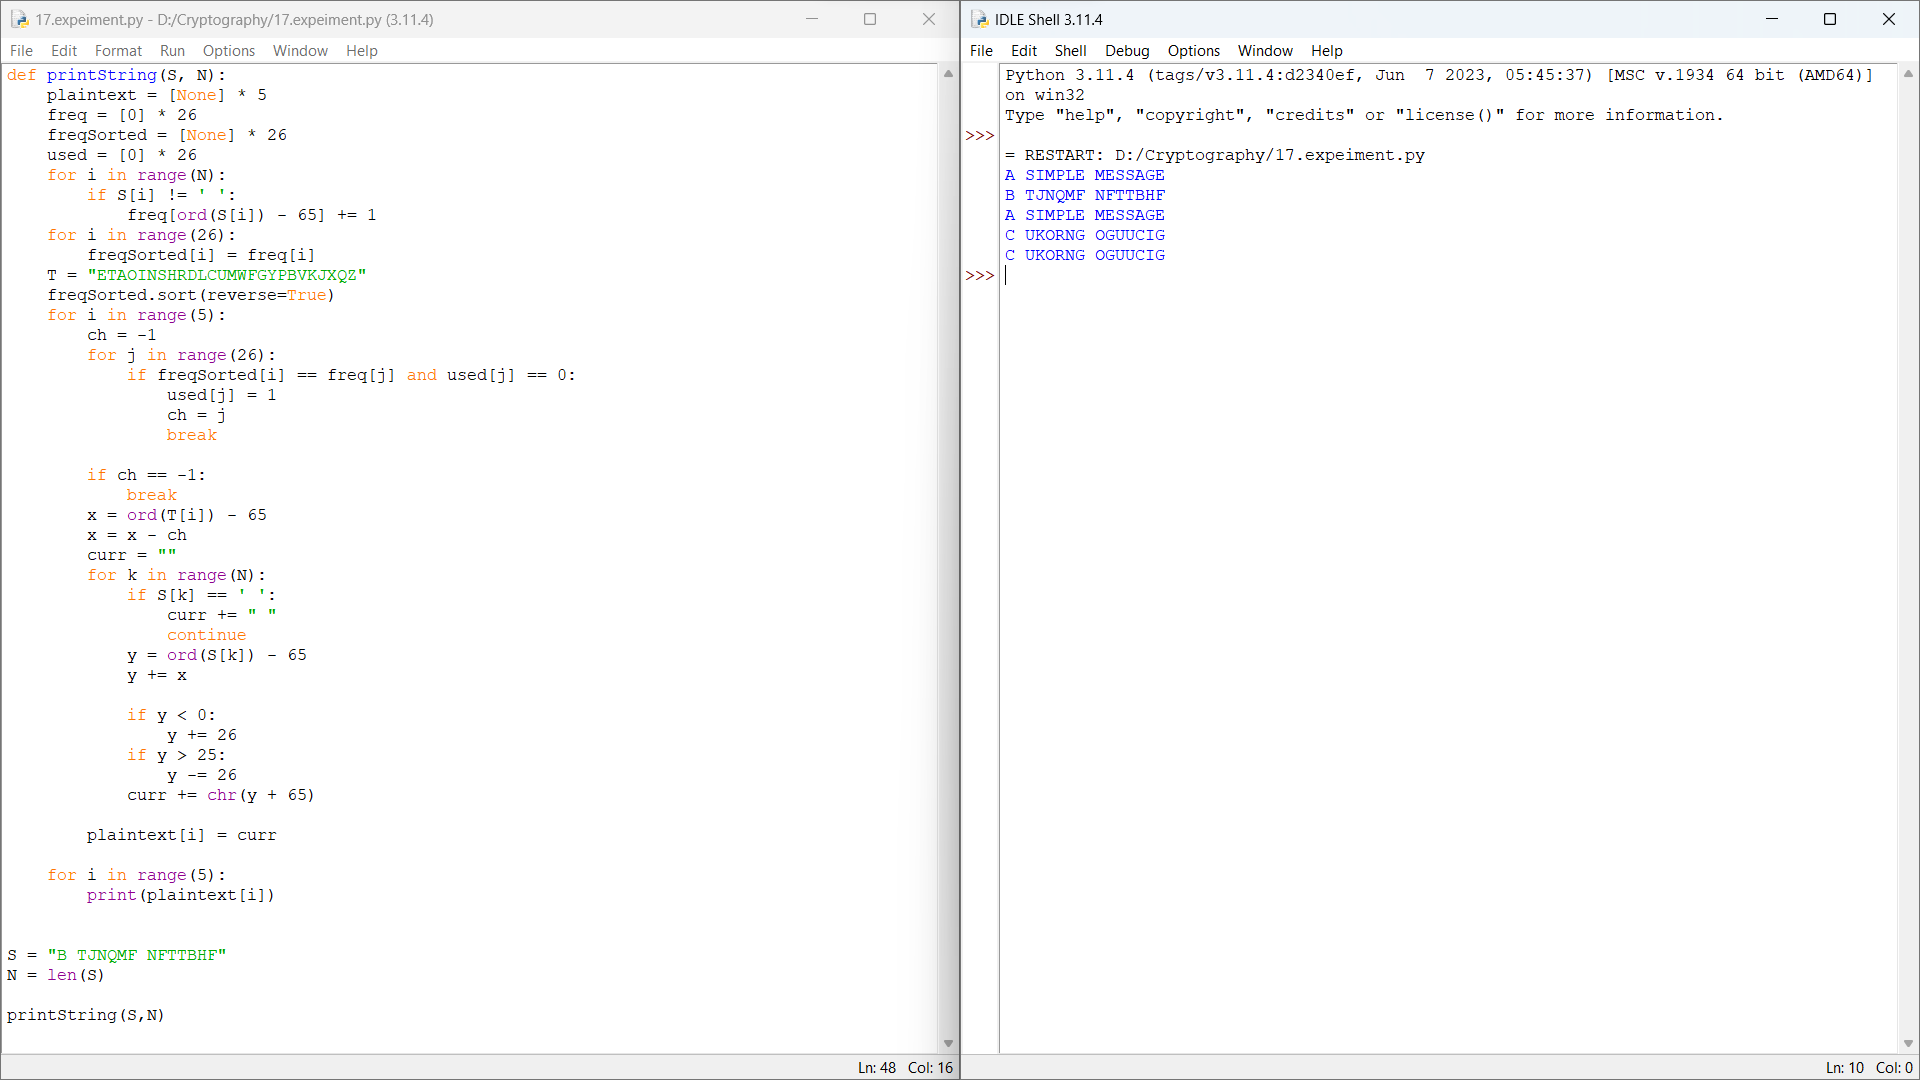 17.expeiment.py - D:/Cryptography/17.expeiment.py (3.11.4)
File Edit Format Run Options Window Help
def printString(S, N):
    plaintext = [None] * 5
    freq = [0] * 26
    freqSorted = [None] * 26
    used = [0] * 26
    for i in range(N):
        if S[i] != ' ':
            freq[ord(S[i]) - 65] += 1
    for i in range(26):
        freqSorted[i] = freq[i]
    T = "ETAOINSHRDLCUMWFGYPBVKJXQZ"
    freqSorted.sort(reverse=True)
    for i in range(5):
        ch = -1
        for j in range(26):
            if freqSorted[i] == freq[j] and used[j] == 0:
                used[j] = 1
                ch = j
                break
        if ch == -1:
            break
        x = ord(T[i]) - 65
        x = x - ch
        curr = ""
        for k in range(N):
            if S[k] == ' ':
                curr += " "
                continue
            y = ord(S[k]) - 65
            y += x
            if y < 0:
                y += 26
            if y > 25:
                y -= 26
            curr += chr(y + 65)
        plaintext[i] = curr
    for i in range(5):
        print(plaintext[i])
S = "B TJNQMF NFTTBHF"
N = len(S)
printString(S,N)
Ln: 48 Col: 16
IDLE Shell 3.11.4
File Edit Shell Debug Options Window Help
Python 3.11.4 (tags/v3.11.4:d2340ef, Jun  7 2023, 05:45:37) [MSC v.1934 64 bit (AMD64)]
on win32
Type "help", "copyright", "credits" or "license()" for more information.
>>>
= RESTART: D:/Cryptography/17.expeiment.py
A SIMPLE MESSAGE
B TJNQMF NFTTBHF
A SIMPLE MESSAGE
C UKORNG OGUUCIG
C UKORNG OGUUCIG
>>>
Ln: 10 Col: 0